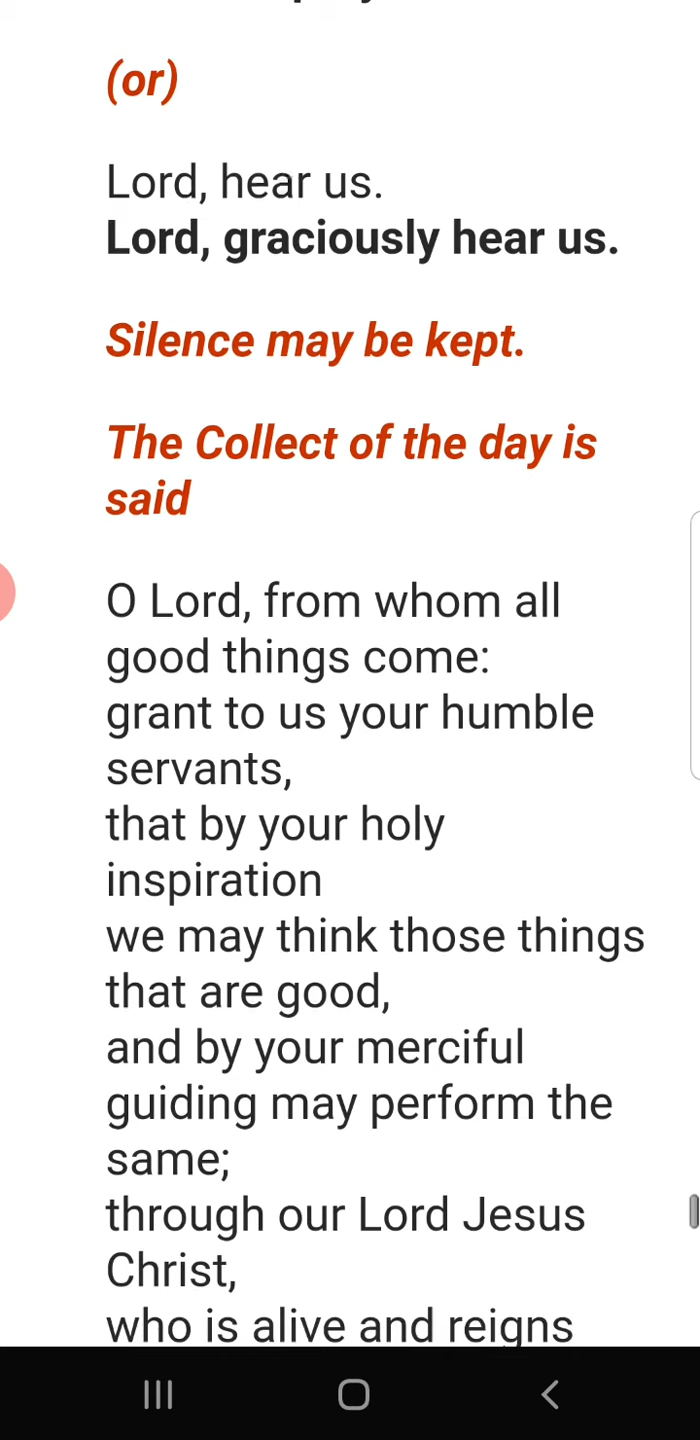 (or)
Lord, hear us.
Lord, graciously hear us.
Silence may be kept.
The Collect of the day is
said
O Lord, from whom all
good things come:
grant to us your humble
servants,
that by your holy
inspiration
we may think those things
that are good,
and by your merciful
guiding may perform the
same;
through our Lord Jesus
Christ,
who is alive and reigns